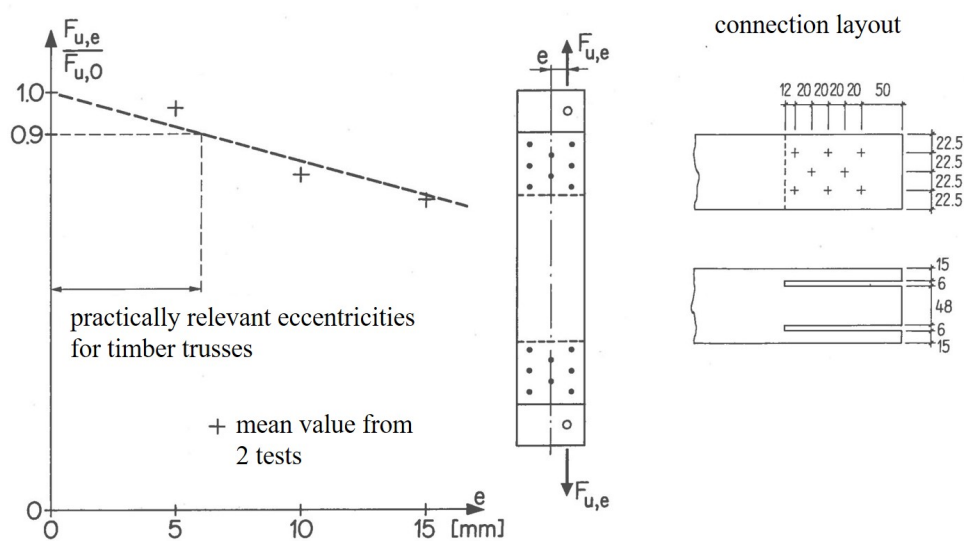 F_u,e
F_u,0
1.0
0.9
0
0
5
10
15
[mm]
e
practically relevant eccentricities
for timber trusses
+ mean value from
2 tests
e
F_u,e
F_u,e
connection layout
12 20 20 20 20 50
22.5
22.5
22.5
22.5
15
6
48
6
15